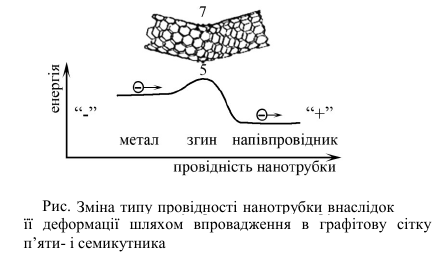 7
5
енергія
“-” “+”
метал згин напівпровідник
провідність нанотрубки
Рис. Зміна типу провідності нанотрубки внаслідок
її деформації шляхом впровадження в графітову сітку
п’яти- і семикутника